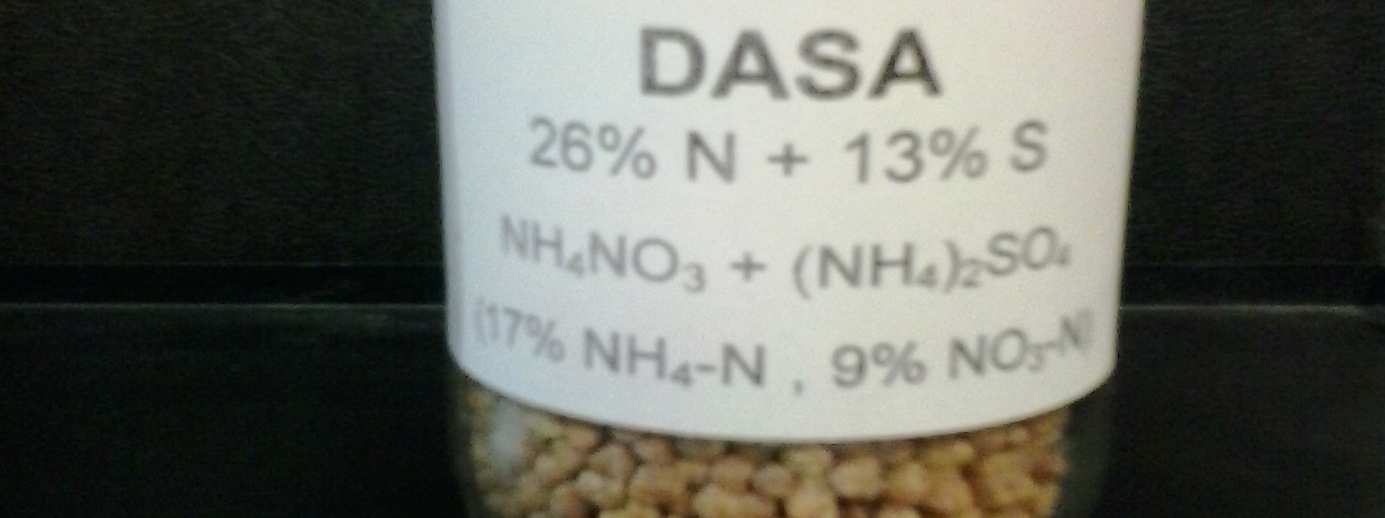 DASA
26% N + 13% S
NH₄NO₃ + (NH₄)₂SO₄
(17% NH₄-N , 9% NO₃-N)